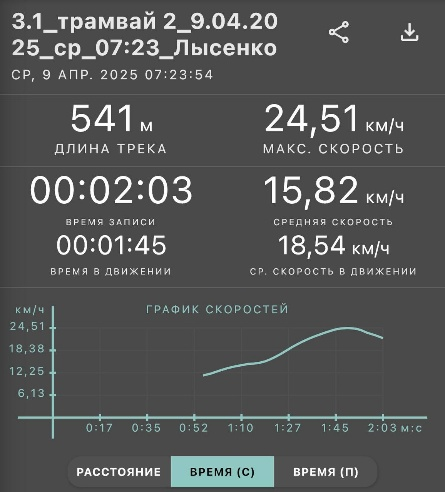 3.1_трамвай 2_9.04.20
25_ср_07:23_Лысенко
СР, 9 АПР. 2025 07:23:54
541 м
24,51 км/ч
ДЛИНА ТРЕКА
МАКС. СКОРОСТЬ
00:02:03
15,82 км/ч
ВРЕМЯ ЗАПИСИ
СРЕДНЯЯ СКОРОСТЬ
00:01:45
18,54 км/ч
ВРЕМЯ В ДВИЖЕНИИ
СР. СКОРОСТЬ В ДВИЖЕНИИ
ГРАФИК СКОРОСТЕЙ
км/ч
24,51
18,38
12,25
6,13
0:17 0:35 0:52 1:10 1:27 1:45 2:03 м:с
РАССТОЯНИЕ ВРЕМЯ (С) ВРЕМЯ (П)